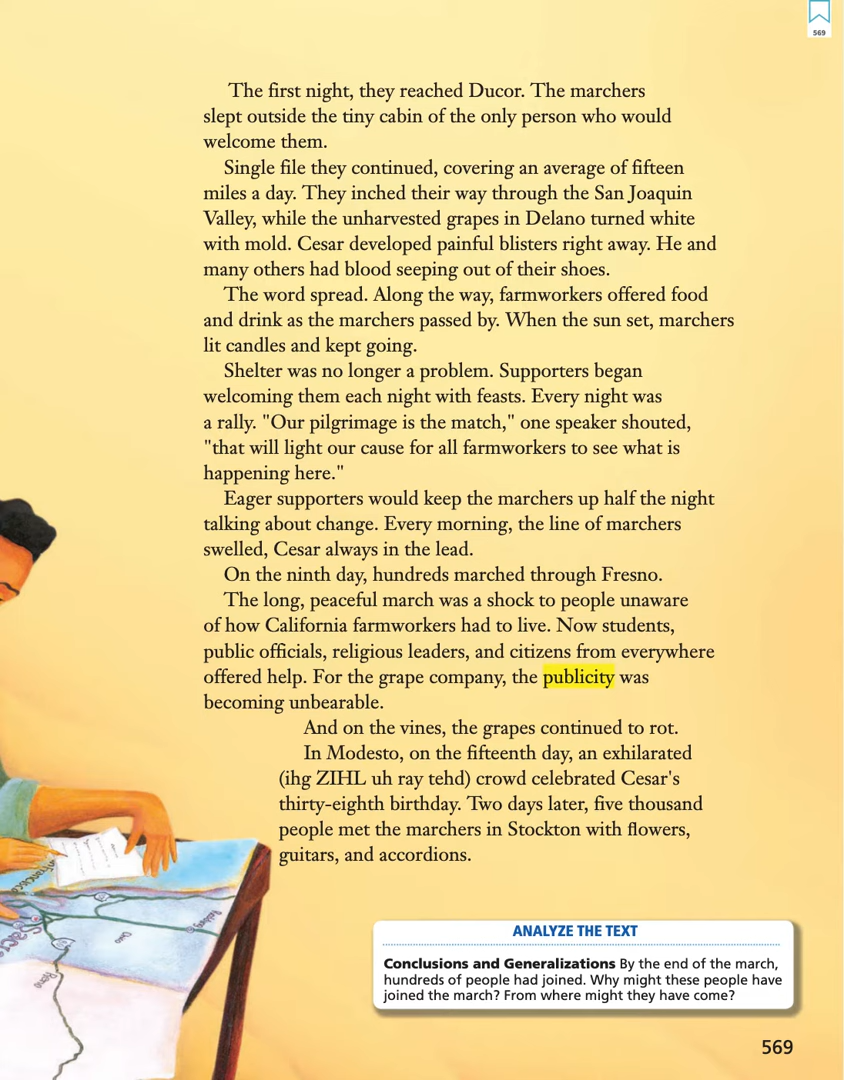 569
The first night, they reached Ducor. The marchers
slept outside the tiny cabin of the only person who would
welcome them.
Single file they continued, covering an average of fifteen
miles a day. They inched their way through the San Joaquin
Valley, while the unharvested grapes in Delano turned white
with mold. Cesar developed painful blisters right away. He and
many others had blood seeping out of their shoes.
The word spread. Along the way, farmworkers offered food
and drink as the marchers passed by. When the sun set, marchers
lit candles and kept going.
Shelter was no longer a problem. Supporters began
welcoming them each night with feasts. Every night was
a rally. "Our pilgrimage is the match," one speaker shouted,
"that will light our cause for all farmworkers to see what is
happening here."
Eager supporters would keep the marchers up half the night
talking about change. Every morning, the line of marchers
swelled, Cesar always in the lead.
On the ninth day, hundreds marched through Fresno.
The long, peaceful march was a shock to people unaware
of how California farmworkers had to live. Now students,
public officials, religious leaders, and citizens from everywhere
offered help. For the grape company, the publicity was
becoming unbearable.
And on the vines, the grapes continued to rot.
In Modesto, on the fifteenth day, an exhilarated
(ihg ZIHL uh ray tehd) crowd celebrated Cesar's
thirty-eighth birthday. Two days later, five thousand
people met the marchers in Stockton with flowers,
guitars, and accordions.
Reno
ANALYZE THE TEXT
Conclusions and Generalizations By the end of the march,
hundreds of people had joined. Why might these people have
joined the march? From where might they have come?
569